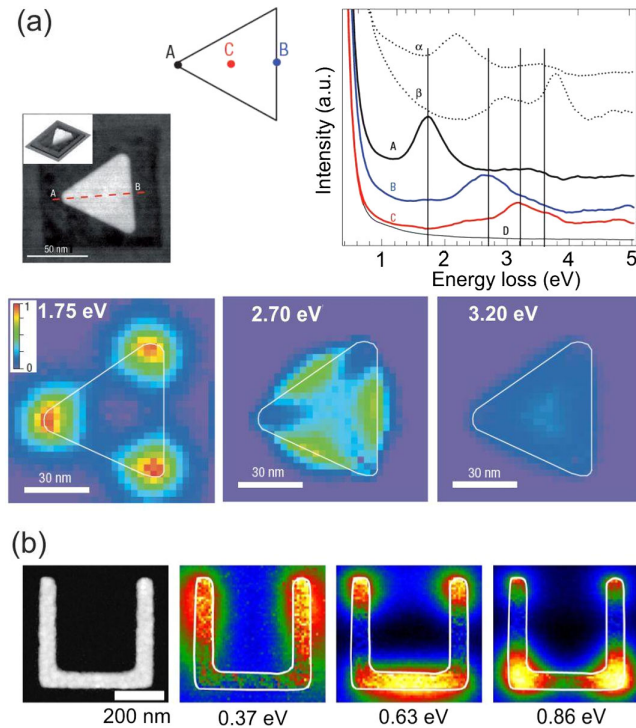 (a)
A
C
B
A
B
50 nm
Intensity (a.u.)
α
β
A
B
C
D
1
2
3
4
5
Energy loss (eV)
1
0
1.75 eV
2.70 eV
3.20 eV
30 nm
30 nm
30 nm
(b)
200 nm
0.37 eV
0.63 eV
0.86 eV